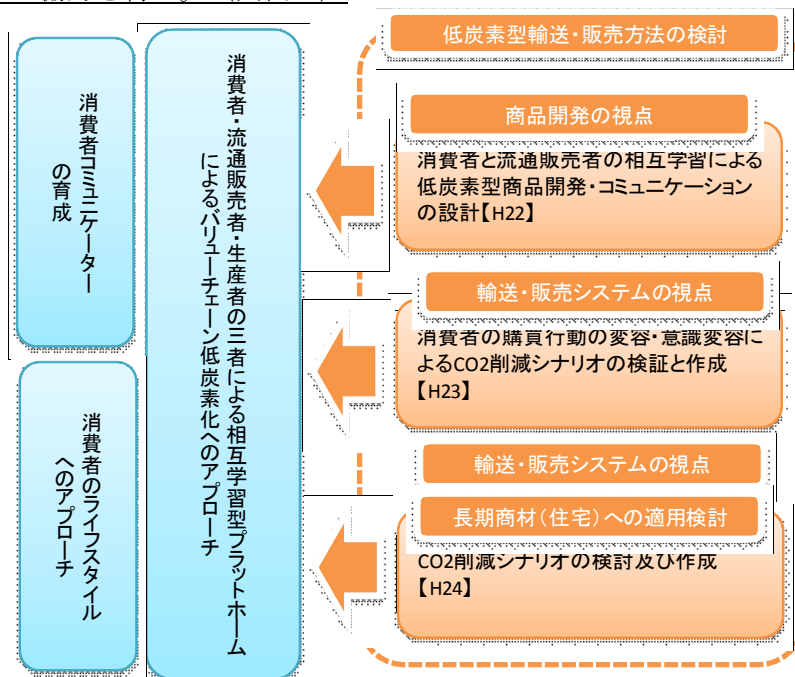 低炭素型輸送・販売方法の検討
消費者コミュニケーター
の育成
消費者のライフスタイル
へのアプローチ
消費者・流通販売者・生産者の三者による相互学習型プラットホーム
によるバリューチェーン低炭素化へのアプローチ
商品開発の視点
消費者と流通販売者の相互学習による
低炭素型商品開発・コミュニケーション
の設計【H22】
輸送・販売システムの視点
消費者の購買行動の変容・意識変容に
よるCO2削減シナリオの検証と作成
【H23】
輸送・販売システムの視点
長期商材(住宅)への適用検討
CO2削減シナリオの検討及び作成
【H24】